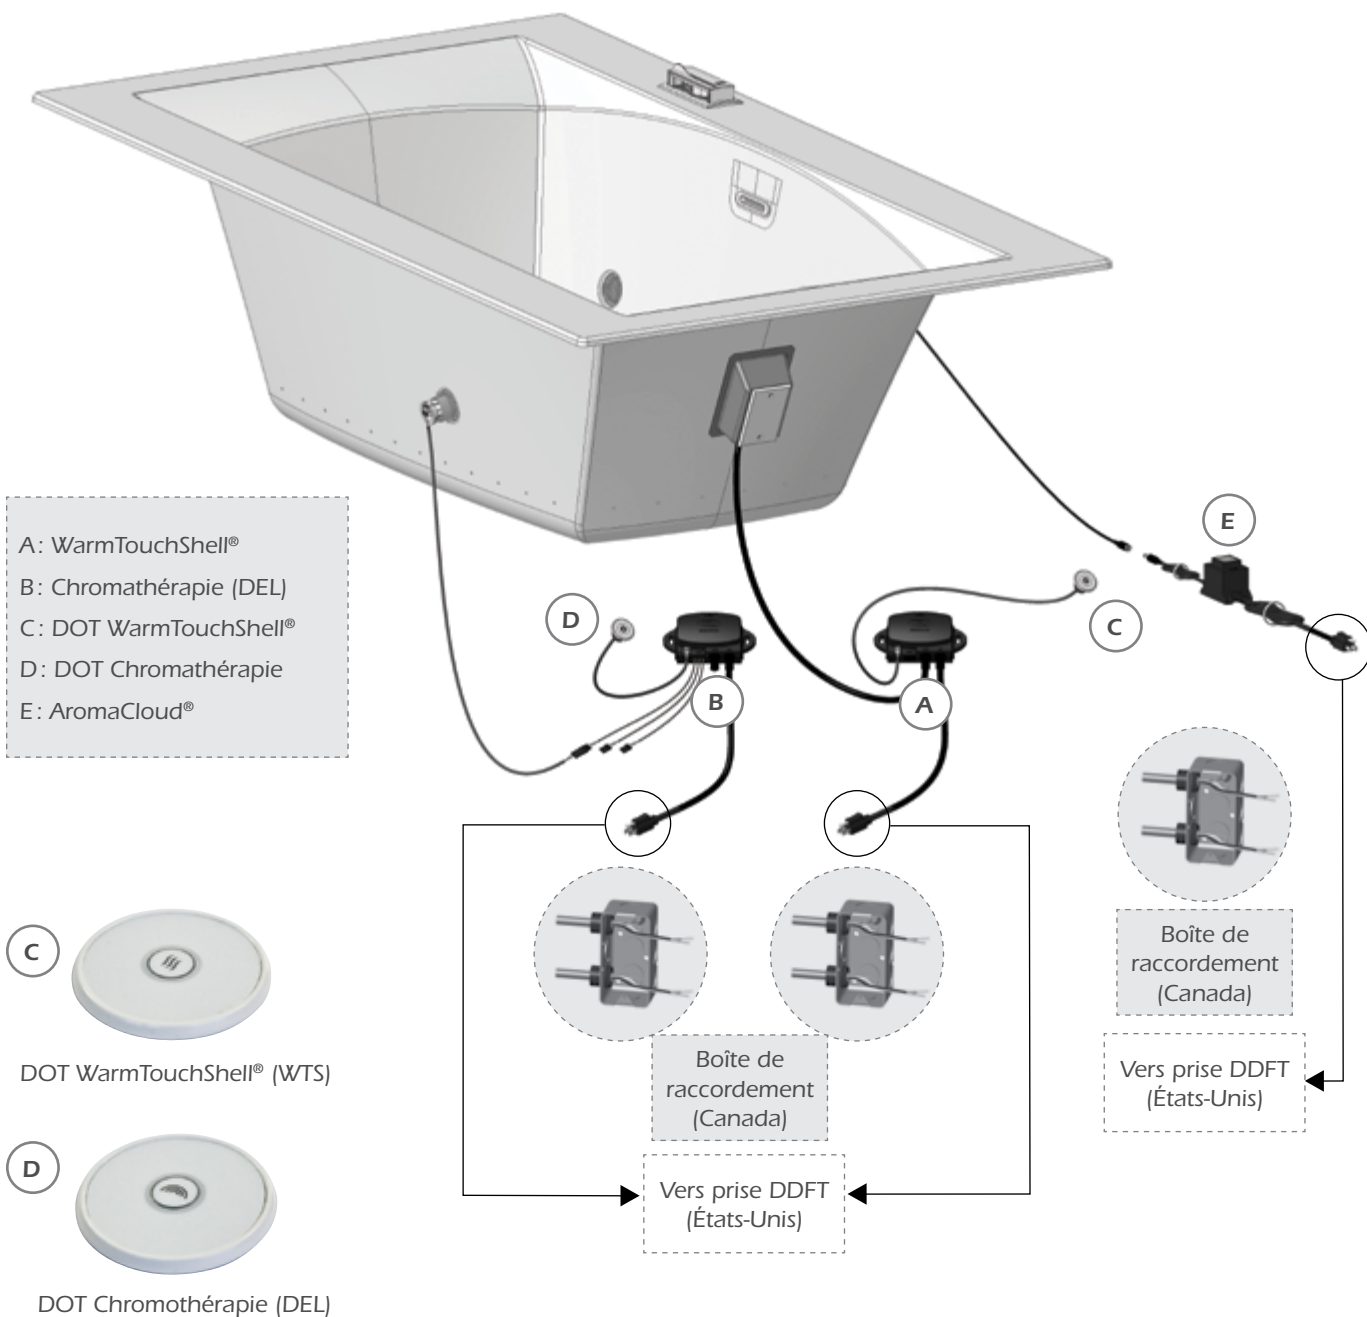 E
A: WarmTouchShell®
B: Chromathérapie (DEL)
C: DOT WarmTouchShell®
D: DOT Chromathérapie
E: AromaCloud®
D
C
B
A
Boîte de
raccordement
(Canada)
Vers prise DDFT
(États-Unis)
Boîte de
raccordement
(Canada)
Vers prise DDFT
(États-Unis)
C
DOT WarmTouchShell® (WTS)
D
DOT Chromothérapie (DEL)